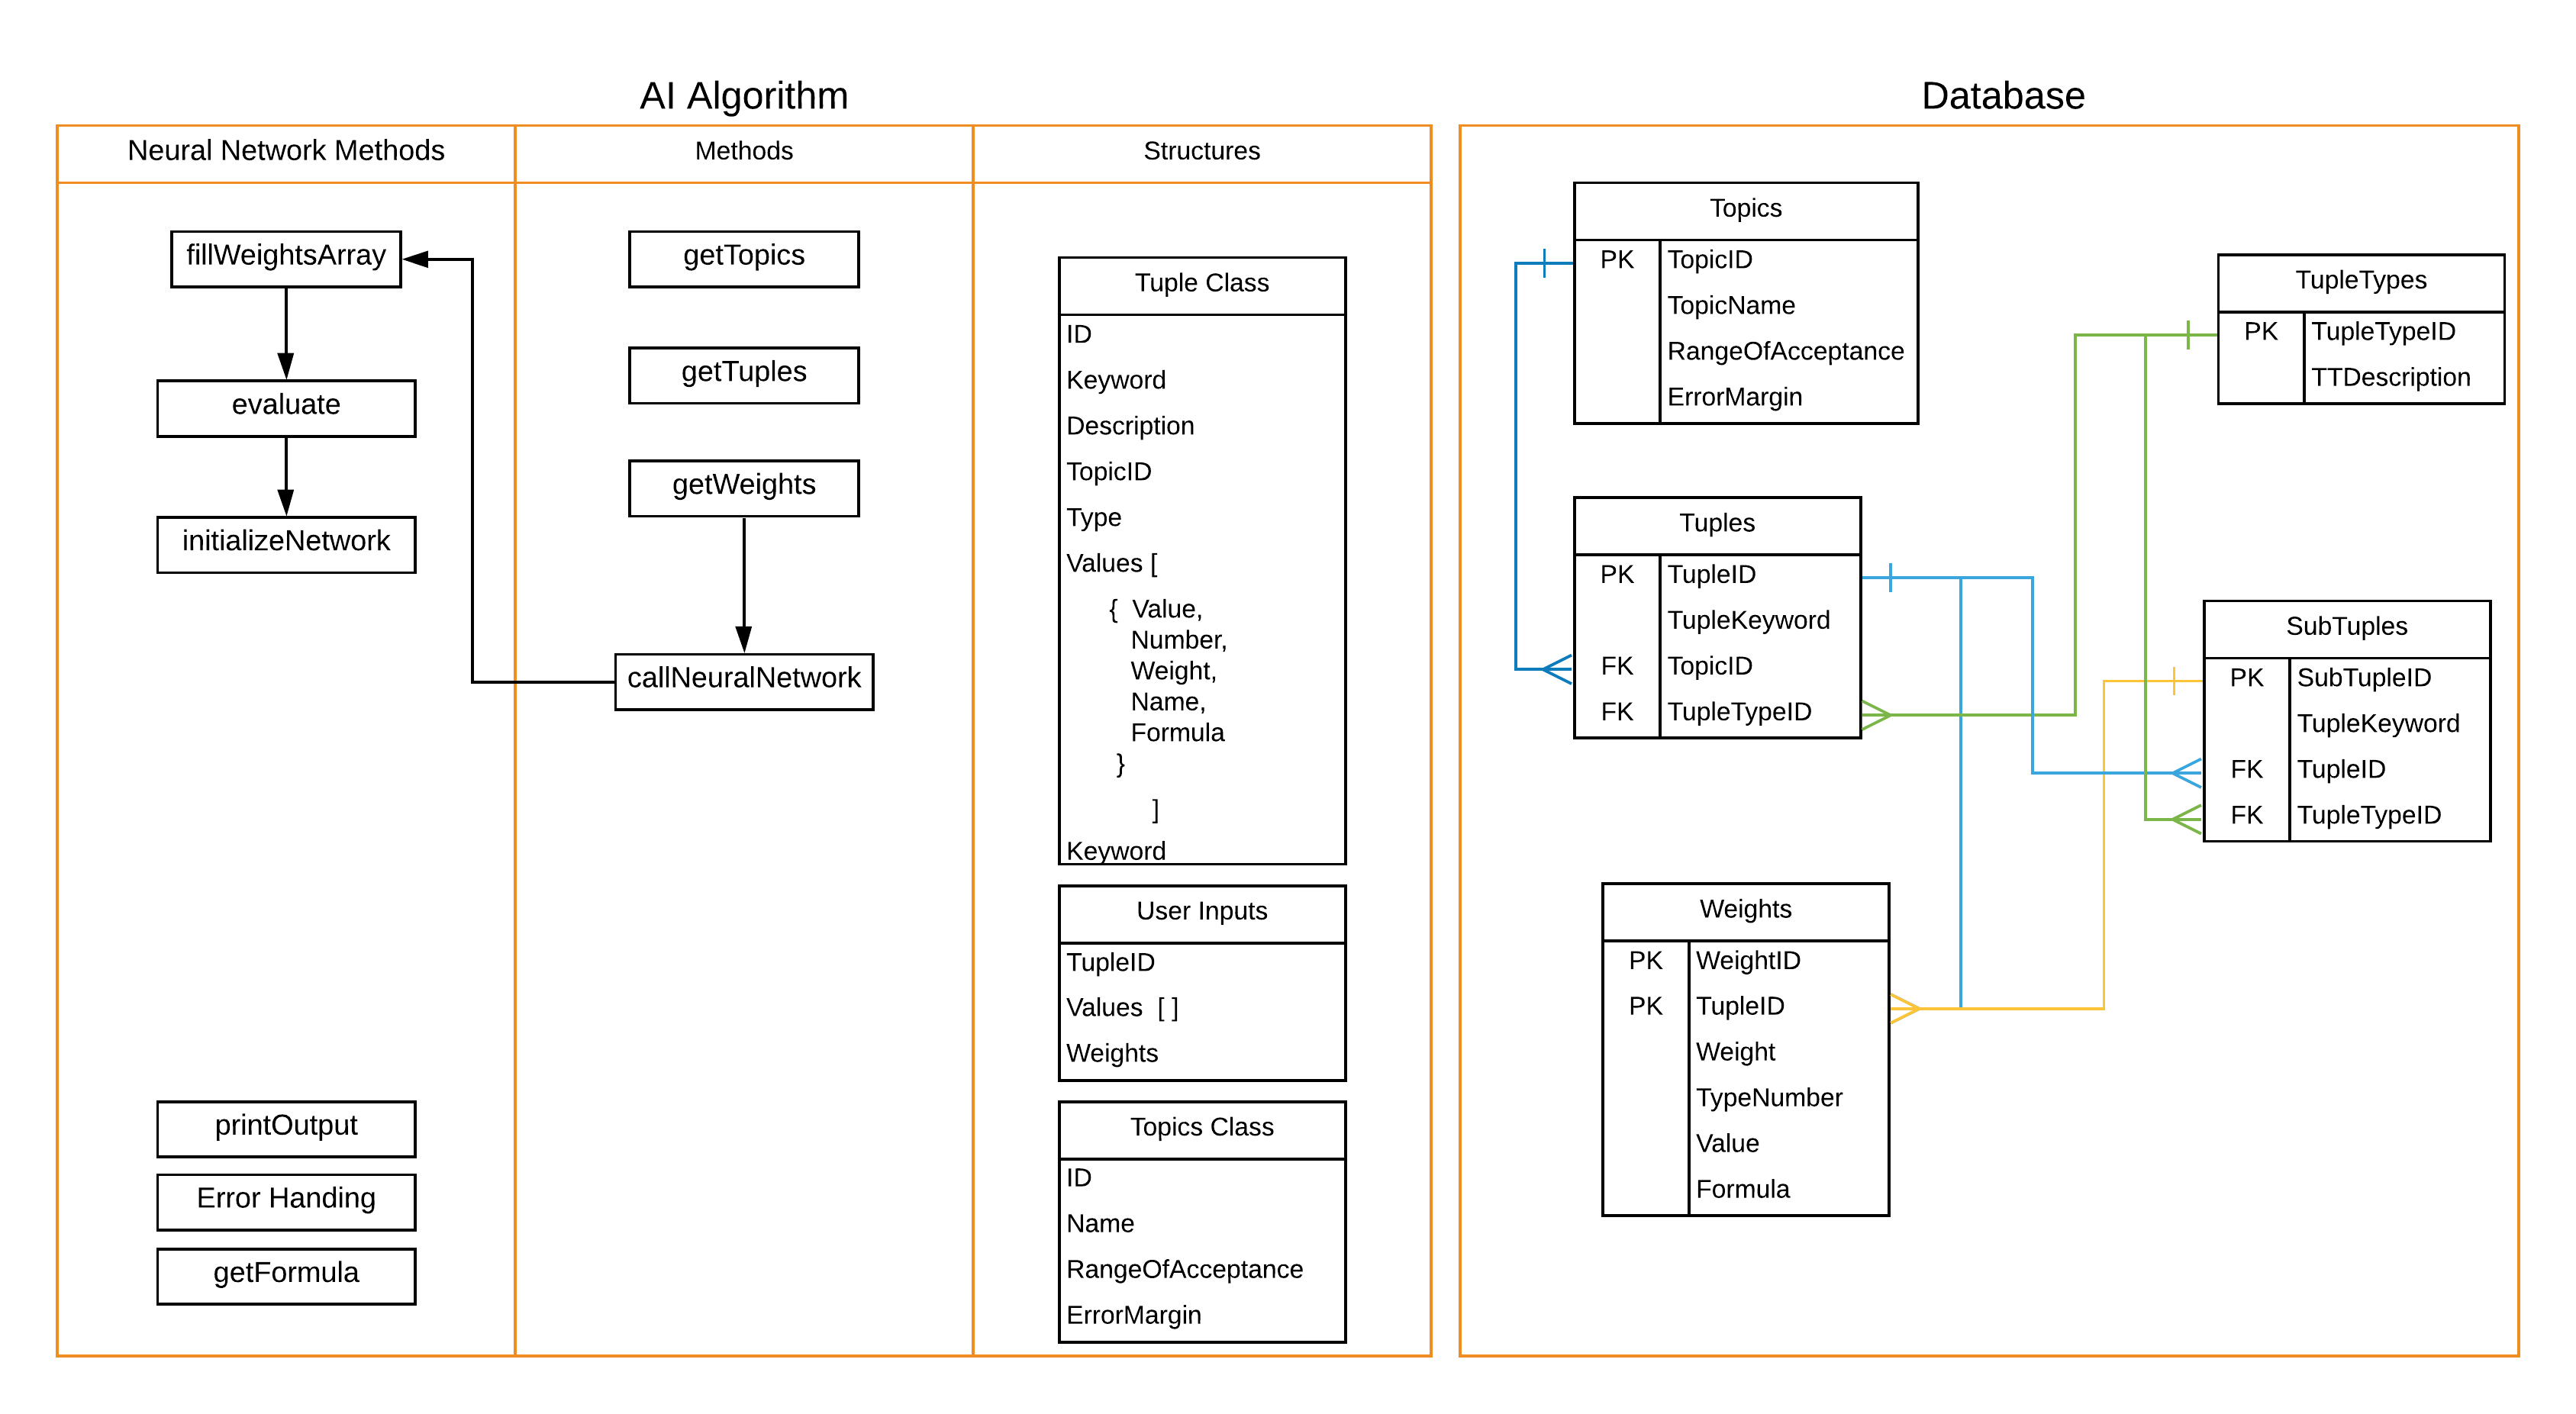 AI Algorithm
Neural Network Methods
fillWeightsArray
evaluate
initializeNetwork
printOutput
Error Handing
getFormula
Methods
getTopics
getTuples
getWeights
callNeuralNetwork
Structures
Tuple Class
ID
Keyword
Description
TopicID
Type
Values [
{ Value,
Number,
Weight,
Name,
Formula
}
]
Keyword
User Inputs
TupleID
Values [ ]
Weights
Topics Class
ID
Name
RangeOfAcceptance
ErrorMargin
Database
Topics
PK TopicID
TopicName
RangeOfAcceptance
ErrorMargin
TupleTypes
PK TupleTypeID
TTDescription
Tuples
PK TupleID
TupleKeyword
FK TopicID
FK TupleTypeID
SubTuples
PK SubTupleID
TupleKeyword
FK TupleID
FK TupleTypeID
Weights
PK WeightID
PK TupleID
Weight
TypeNumber
Value
Formula